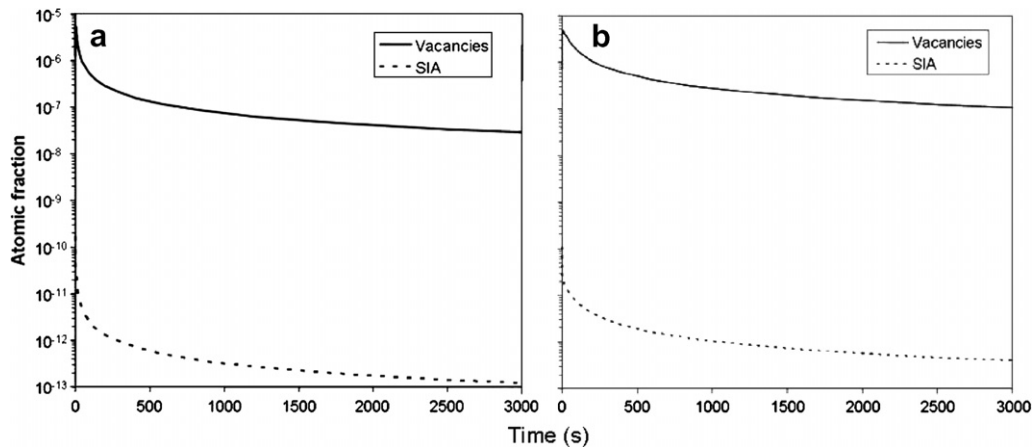 a
Vacancies
SIA
b
Vacancies
SIA
Atomic fraction
10⁻⁵
10⁻⁶
10⁻⁷
10⁻⁸
10⁻⁹
10⁻¹⁰
10⁻¹¹
10⁻¹²
10⁻¹³
0 500 1000 1500 2000 2500 3000
0 500 1000 1500 2000 2500 3000
Time (s)